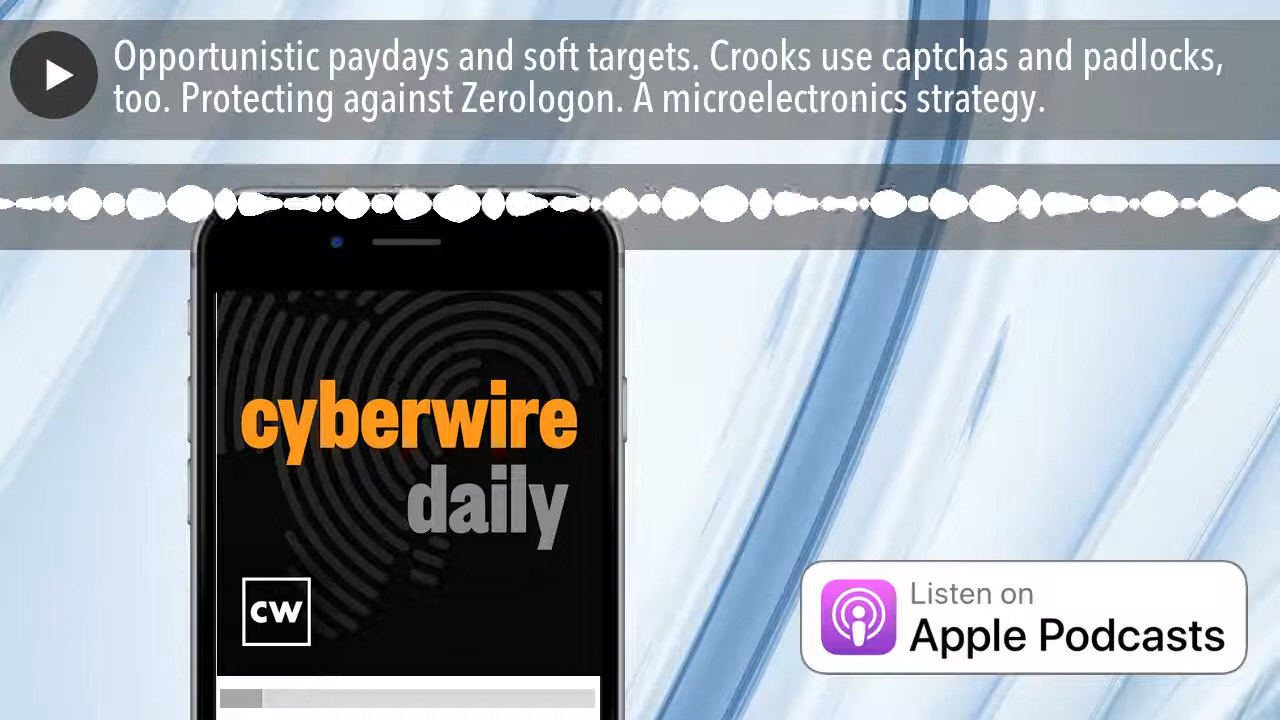 Opportunistic paydays and soft targets. Crooks use captchas and padlocks,
too. Protecting against Zerologon. A microelectronics strategy.
cyberwire
daily
CW
Listen on
Apple Podcasts